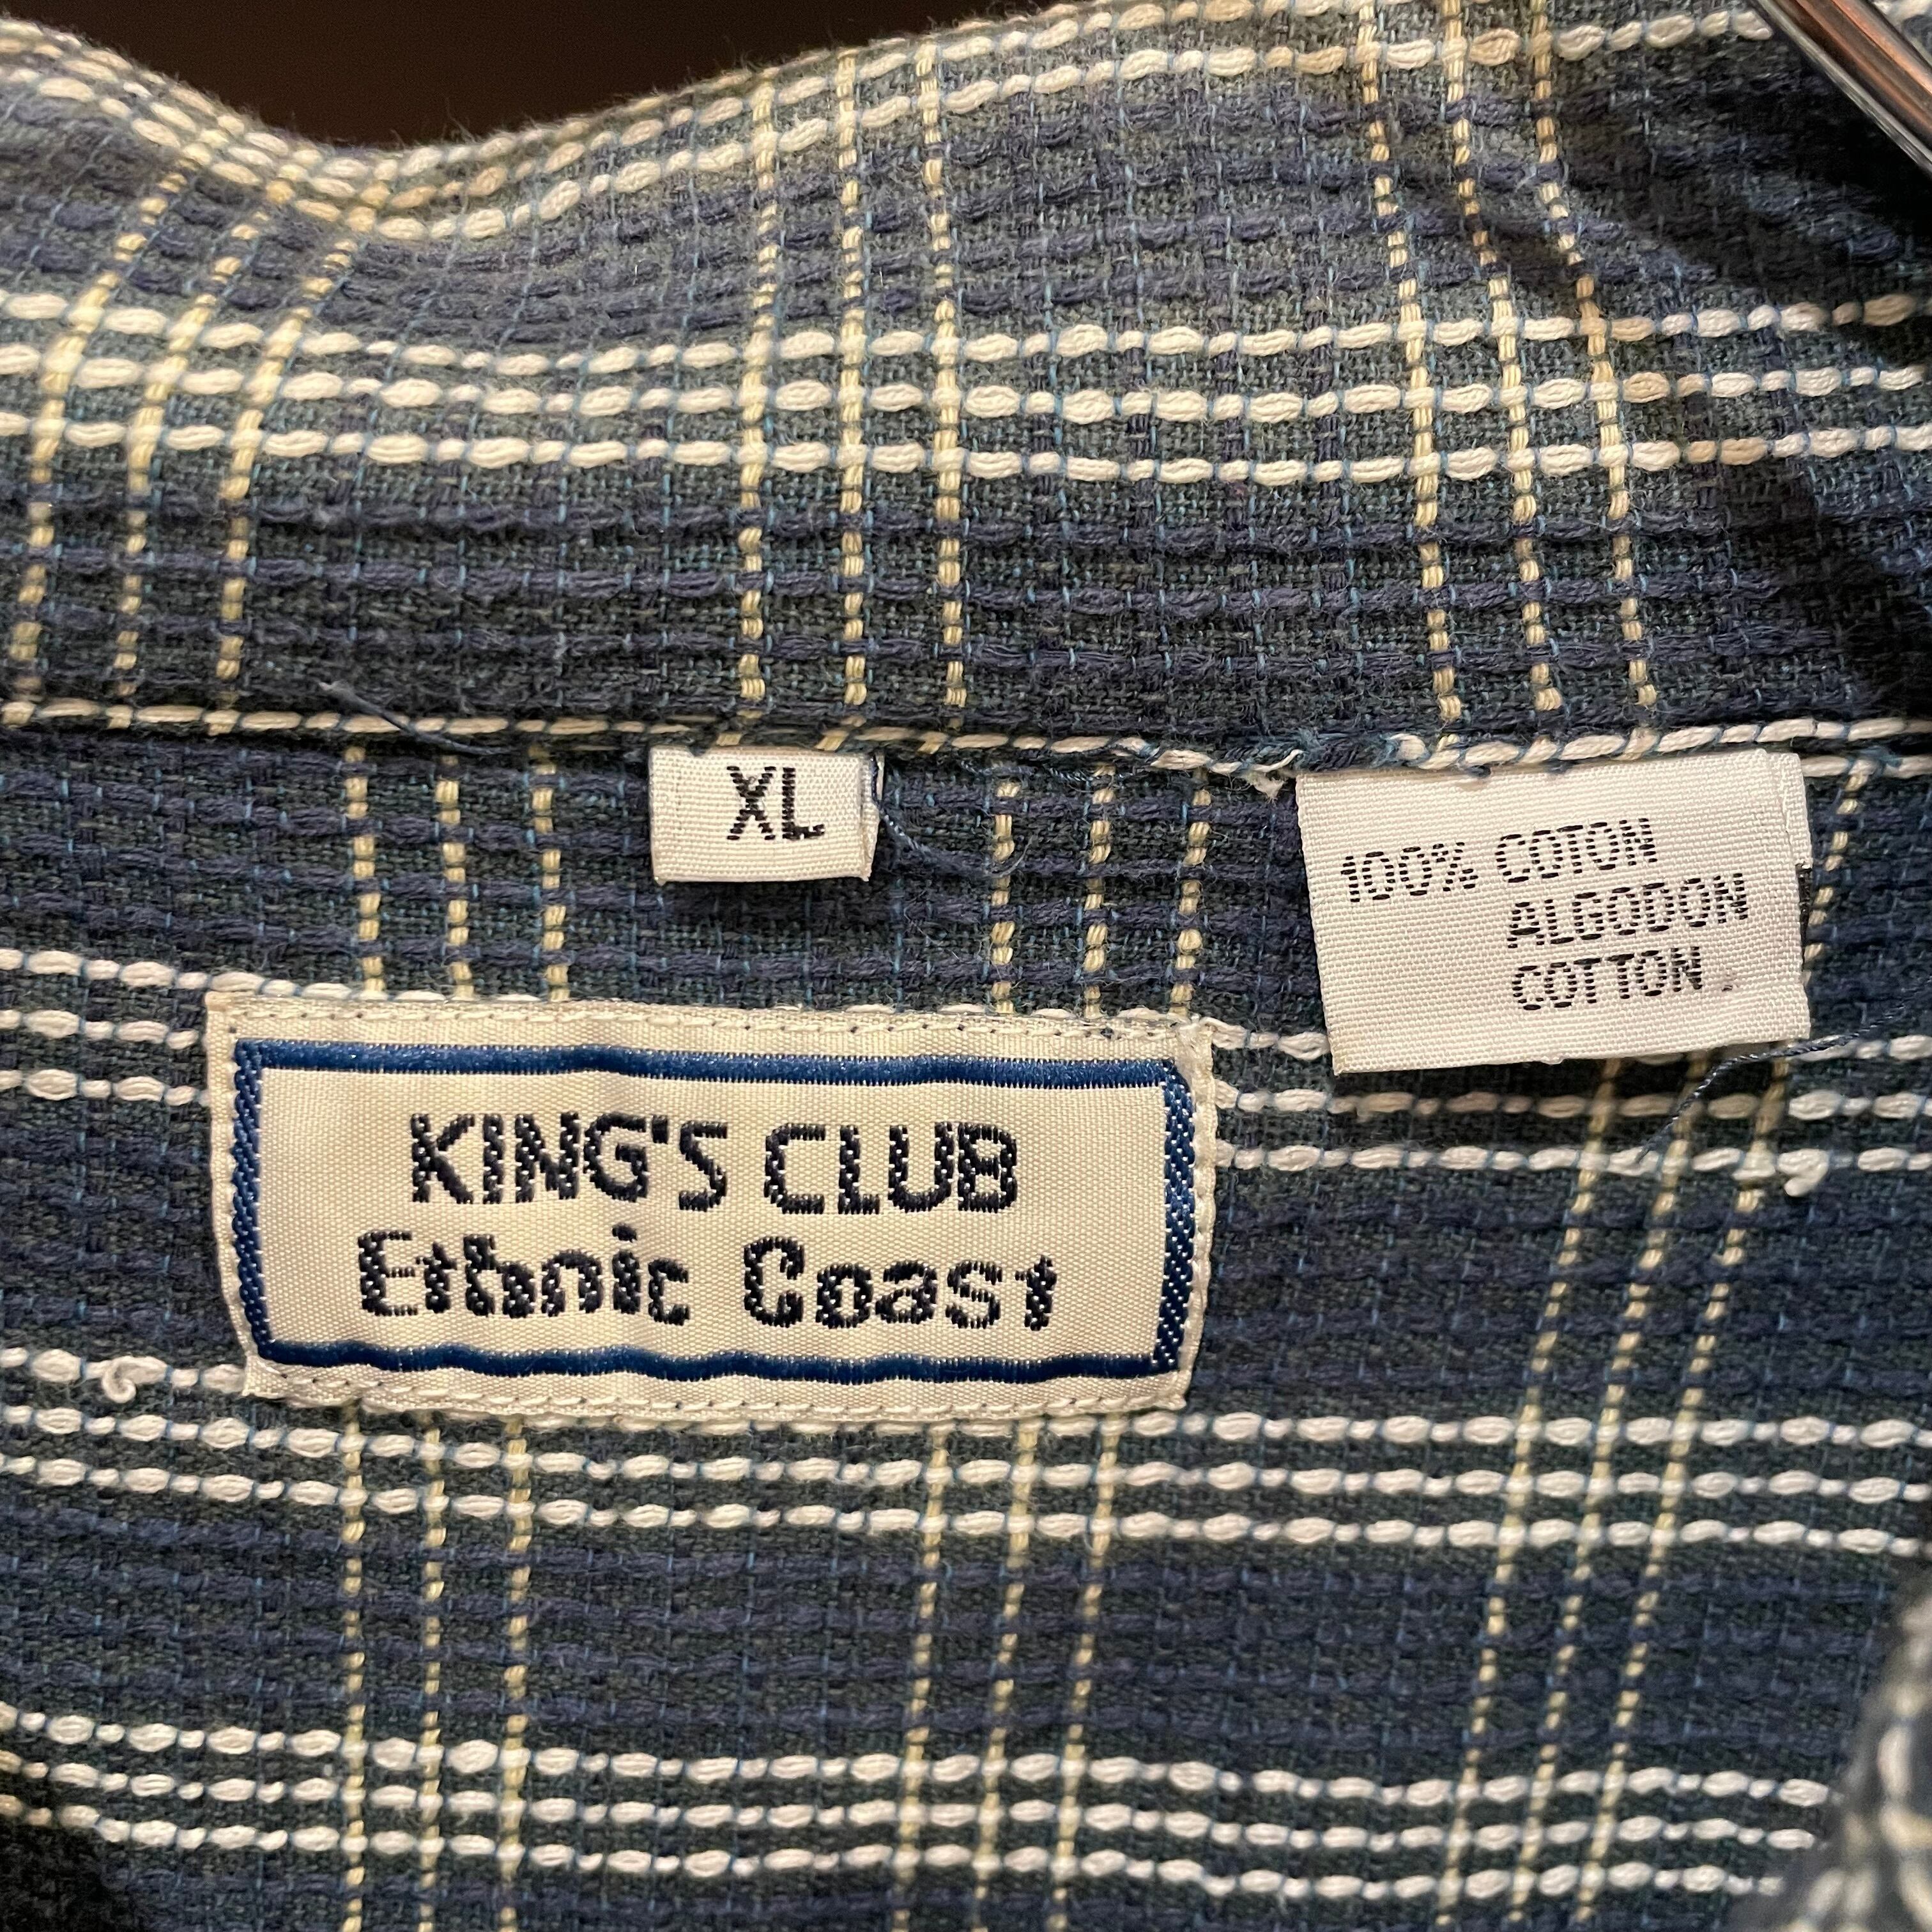 XL
100% COTON
ALGODON
COTTON
KING'S CLUB
Ethnic Coast